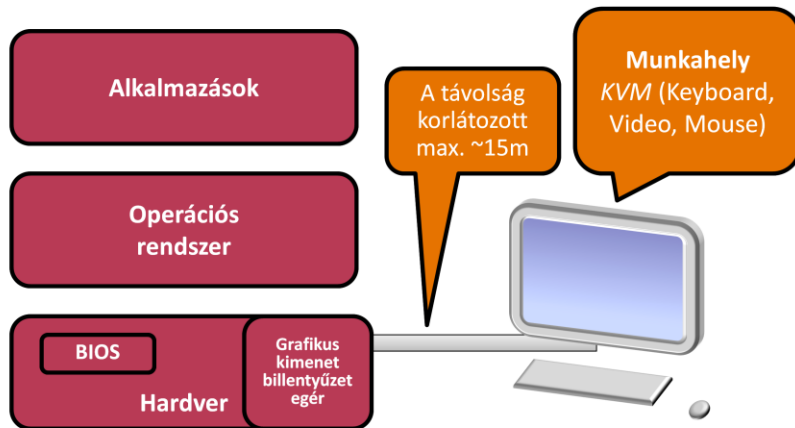 Alkalmazások
Operációs
rendszer
BIOS
Hardver
Grafikus
kimenet
billentyűzet
egér
A távolság
korlátozott
max. ~15m
Munkahely
KVM (Keyboard,
Video, Mouse)